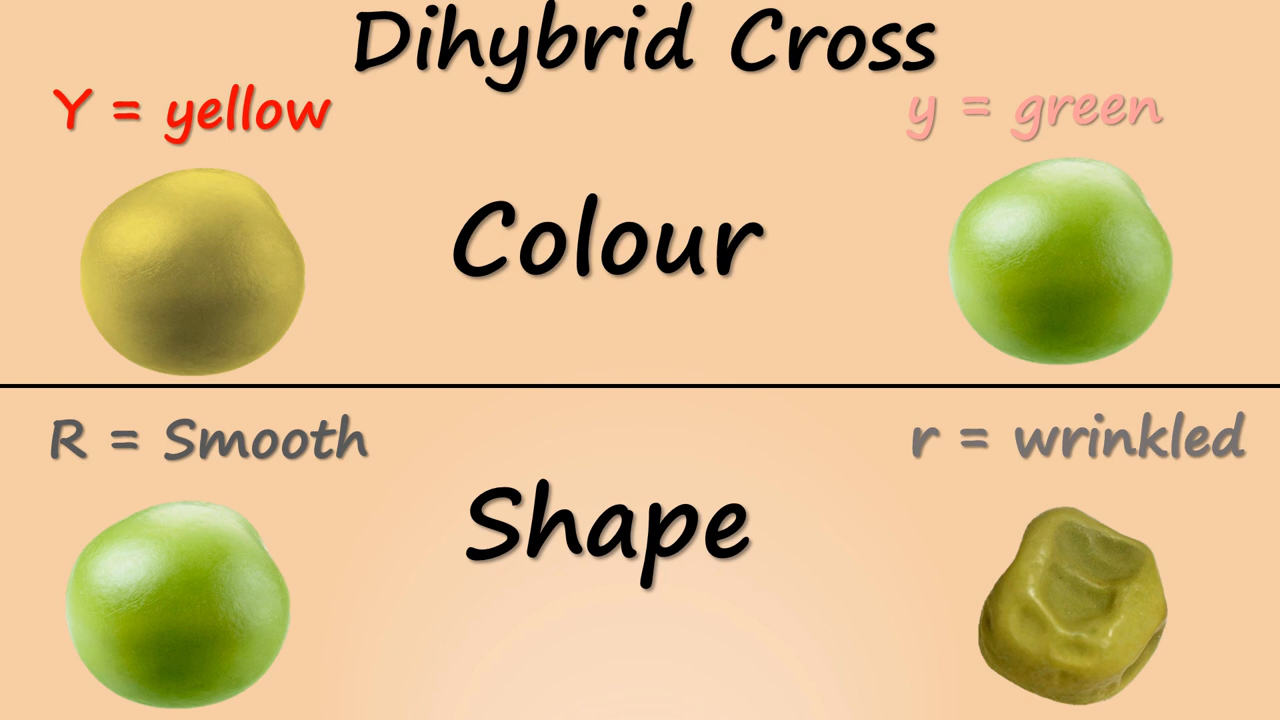 Dihybrid Cross
Y = yellow
y = green
Colour
R = Smooth
r = wrinkled
Shape